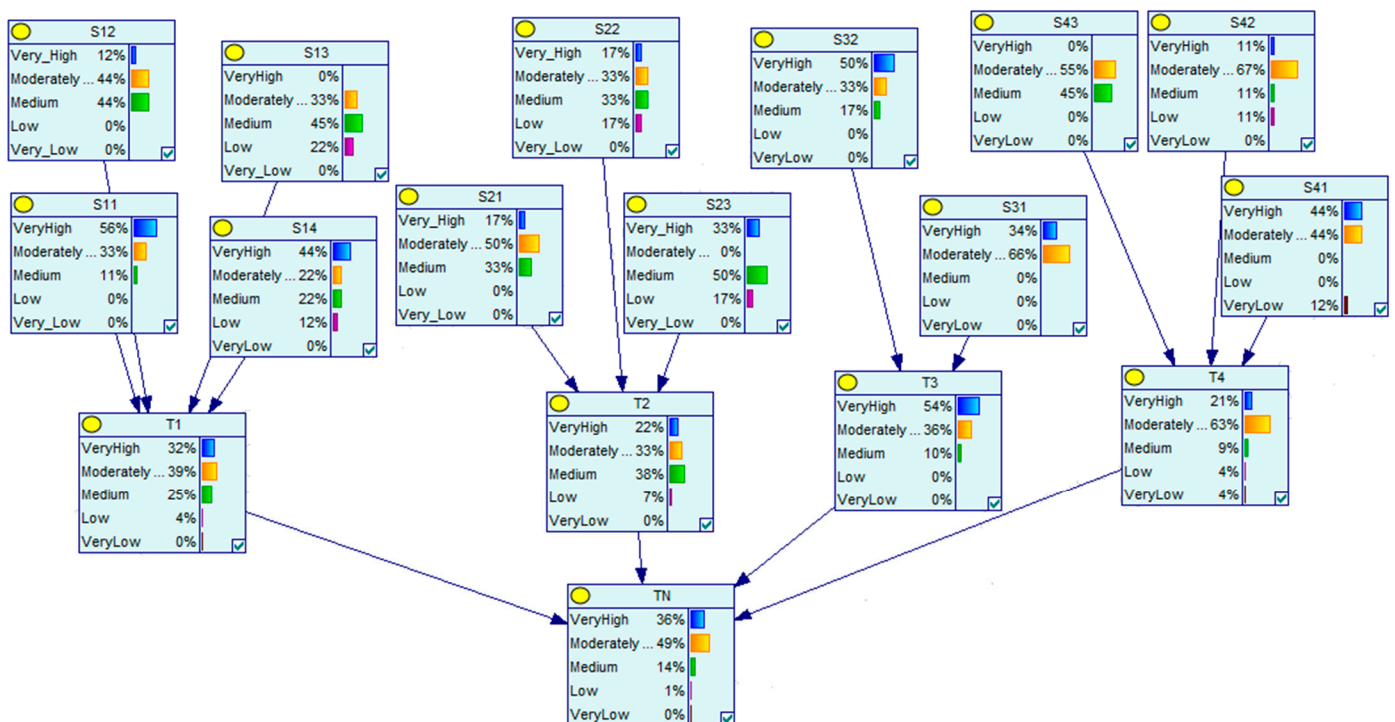 S12
Very_High 12%
Moderately ... 44%
Medium 44%
Low 0%
Very_Low 0%
S13
VeryHigh 0%
Moderately ... 33%
Medium 45%
Low 22%
Very_Low 0%
S22
Very_High 17%
Moderately ... 33%
Medium 33%
Low 17%
Very_Low 0%
S32
VeryHigh 50%
Moderately ... 33%
Medium 17%
Low 0%
VeryLow 0%
S43
VeryHigh 0%
Moderately ... 55%
Medium 45%
Low 0%
VeryLow 0%
S42
VeryHigh 11%
Moderately ... 67%
Medium 11%
Low 11%
VeryLow 0%
S11
VeryHigh 56%
Moderately ... 33%
Medium 11%
Low 0%
Very_Low 0%
S14
VeryHigh 44%
Moderately ... 22%
Medium 22%
Low 12%
VeryLow 0%
S21
Very_High 17%
Moderately ... 50%
Medium 33%
Low 0%
Very_Low 0%
S23
Very_High 33%
Moderately ... 0%
Medium 50%
Low 17%
Very_Low 0%
S31
VeryHigh 34%
Moderately ... 66%
Medium 0%
Low 0%
VeryLow 0%
S41
VeryHigh 44%
Moderately ... 44%
Medium 0%
Low 0%
VeryLow 12%
T1
VeryHigh 32%
Moderately ... 39%
Medium 25%
Low 4%
VeryLow 0%
T2
VeryHigh 22%
Moderately ... 33%
Medium 38%
Low 7%
VeryLow 0%
T3
VeryHigh 54%
Moderately ... 36%
Medium 10%
Low 0%
VeryLow 0%
T4
VeryHigh 21%
Moderately ... 63%
Medium 9%
Low 4%
VeryLow 4%
TN
VeryHigh 36%
Moderately ... 49%
Medium 14%
Low 1%
VeryLow 0%